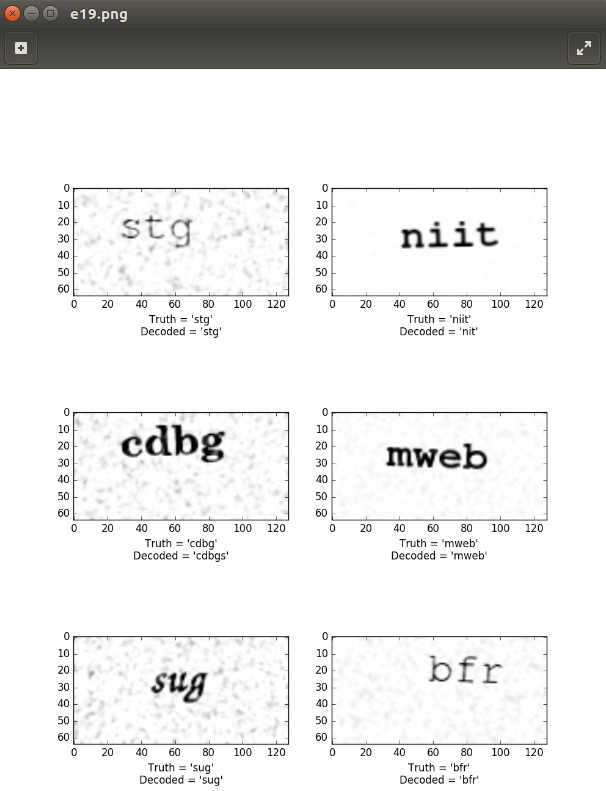 e19.png
0
10
20
30
40
50
60
stg
0 20 40 60 80 100 120
Truth = 'stg'
Decoded = 'stg'
0
10
20
30
40
50
60
niit
0 20 40 60 80 100 120
Truth = 'niit'
Decoded = 'nit'
0
10
20
30
40
50
60
cdbg
0 20 40 60 80 100 120
Truth = 'cdbg'
Decoded = 'cdbgs'
0
10
20
30
40
50
60
mweb
0 20 40 60 80 100 120
Truth = 'mweb'
Decoded = 'mweb'
0
10
20
30
40
50
60
sug
0 20 40 60 80 100 120
Truth = 'sug'
Decoded = 'sug'
0
10
20
30
40
50
60
bfr
0 20 40 60 80 100 120
Truth = 'bfr'
Decoded = 'bfr'